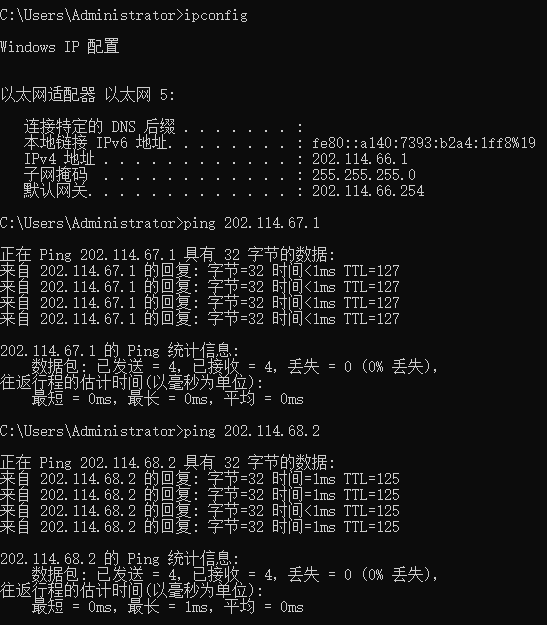 C:\Users\Administrator>ipconfig
Windows IP 配置
以太网适配器 以太网 5:
连接特定的 DNS 后缀 . . . . . . . :
本地链接 IPv6 地址. . . . . . . . : fe80::a140:7393:b2a4:1ff8%19
IPv4 地址 . . . . . . . . . . . . : 202.114.66.1
子网掩码  . . . . . . . . . . . . : 255.255.255.0
默认网关. . . . . . . . . . . . . : 202.114.66.254
C:\Users\Administrator>ping 202.114.67.1
正在 Ping 202.114.67.1 具有 32 字节的数据:
来自 202.114.67.1 的回复: 字节=32 时间<1ms TTL=127
来自 202.114.67.1 的回复: 字节=32 时间<1ms TTL=127
来自 202.114.67.1 的回复: 字节=32 时间<1ms TTL=127
来自 202.114.67.1 的回复: 字节=32 时间<1ms TTL=127
202.114.67.1 的 Ping 统计信息:
数据包: 已发送 = 4, 已接收 = 4, 丢失 = 0 (0% 丢失),
往返行程的估计时间(以毫秒为单位):
最短 = 0ms, 最长 = 0ms, 平均 = 0ms
C:\Users\Administrator>ping 202.114.68.2
正在 Ping 202.114.68.2 具有 32 字节的数据:
来自 202.114.68.2 的回复: 字节=32 时间=1ms TTL=125
来自 202.114.68.2 的回复: 字节=32 时间=1ms TTL=125
来自 202.114.68.2 的回复: 字节=32 时间<1ms TTL=125
来自 202.114.68.2 的回复: 字节=32 时间=1ms TTL=125
202.114.68.2 的 Ping 统计信息:
数据包: 已发送 = 4, 已接收 = 4, 丢失 = 0 (0% 丢失),
往返行程的估计时间(以毫秒为单位):
最短 = 0ms, 最长 = 1ms, 平均 = 0ms